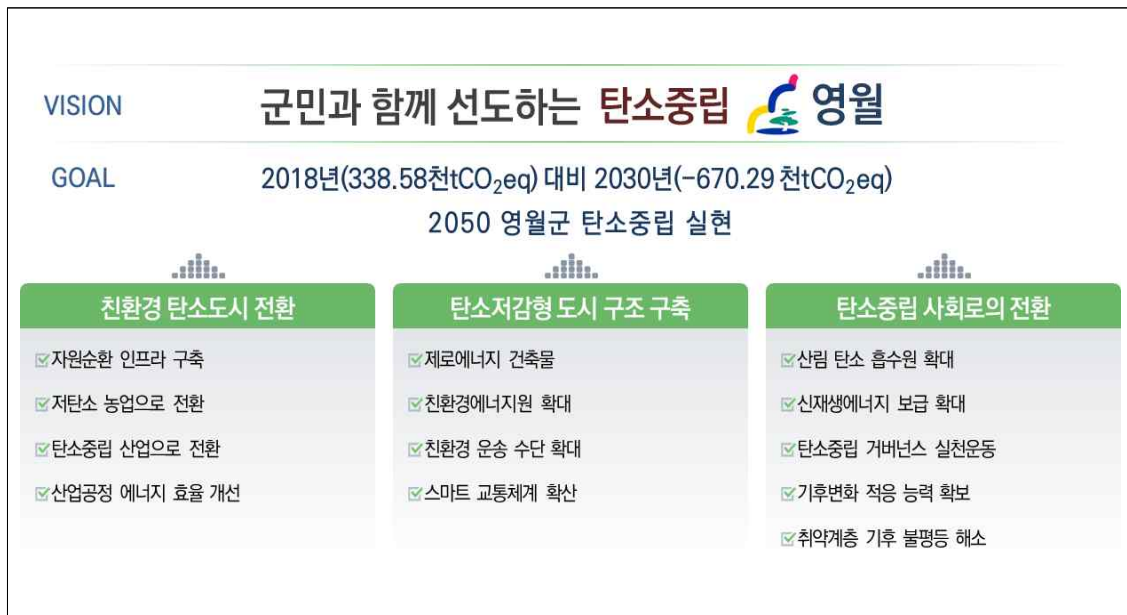 VISION
군민과 함께 선도하는 탄소중립 영월
GOAL
2018년(338.58천tCO₂eq) 대비 2030년(-670.29 천tCO₂eq)
2050 영월군 탄소중립 실현
친환경 탄소도시 전환
자원순환 인프라 구축
저탄소 농업으로 전환
탄소중립 산업으로 전환
산업공정 에너지 효율 개선
탄소저감형 도시 구조 구축
제로에너지 건축물
친환경에너지원 확대
친환경 운송 수단 확대
스마트 교통체계 확산
탄소중립 사회로의 전환
산림 탄소 흡수원 확대
신재생에너지 보급 확대
탄소중립 거버넌스 실천운동
기후변화 적응 능력 확보
취약계층 기후 불평등 해소